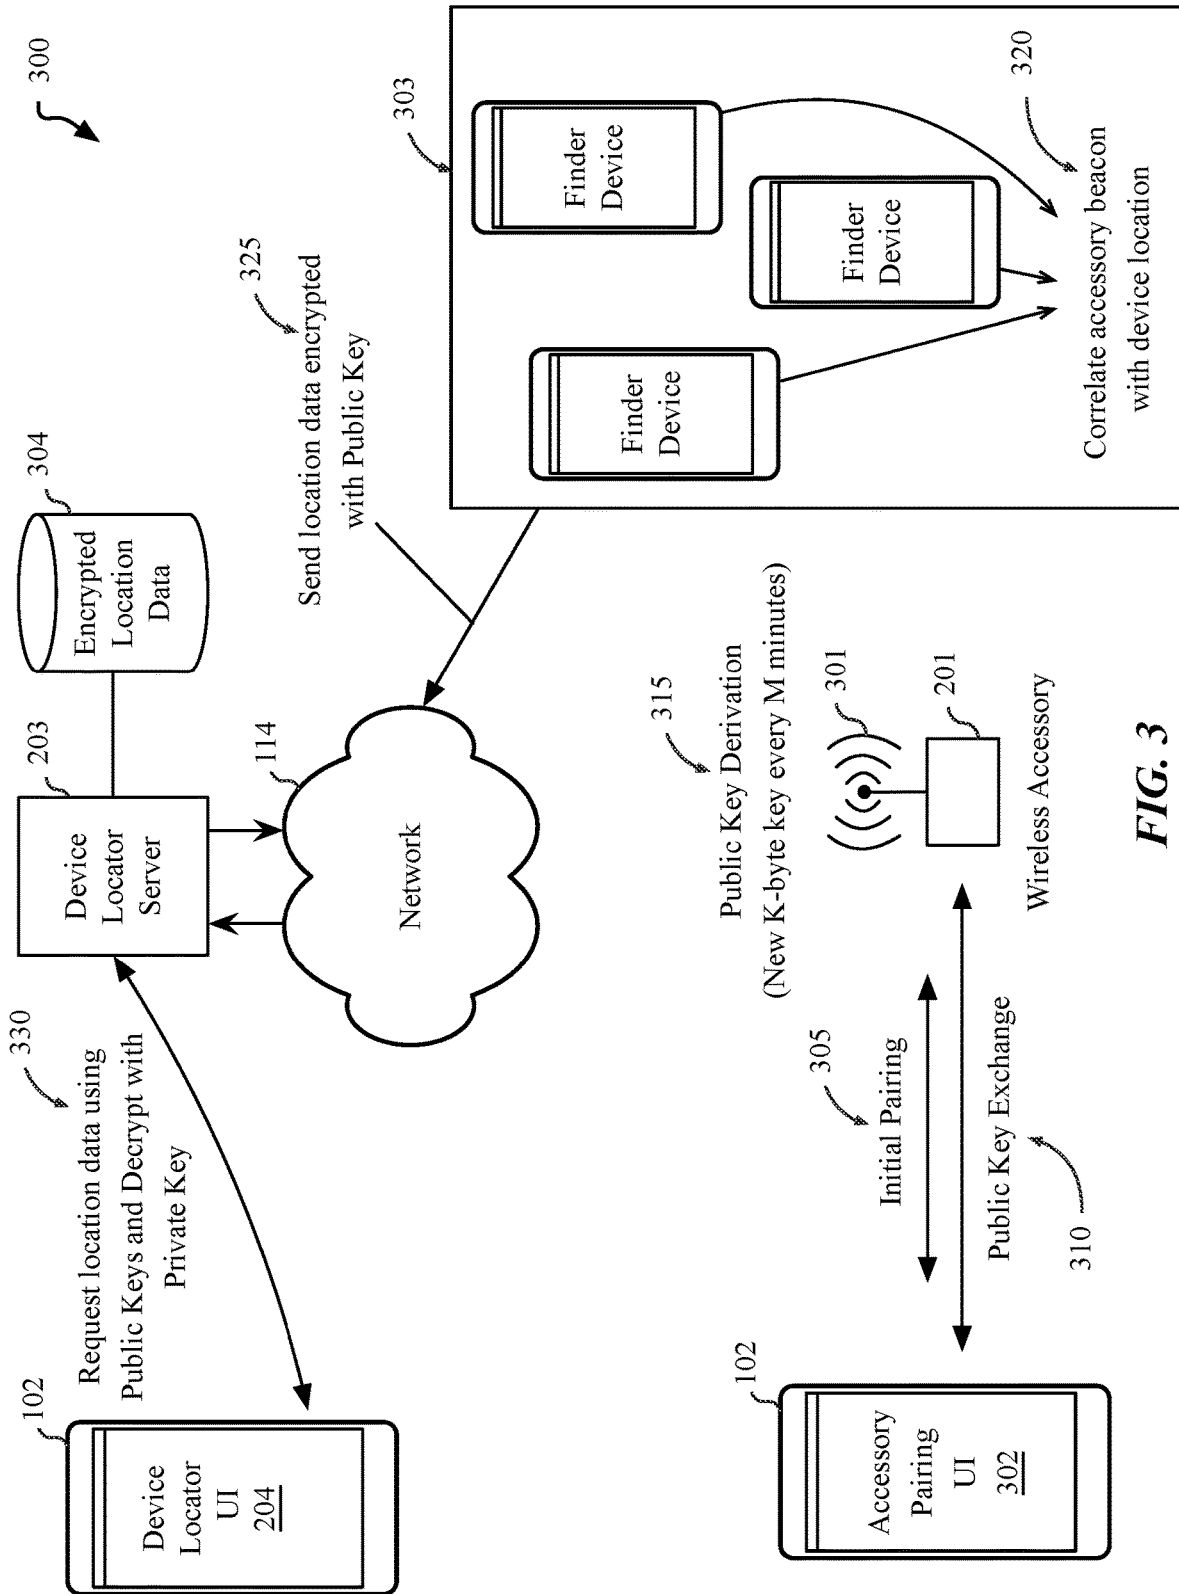 300
102
Device
Locator
UI
204
330
Request location data using
Public Keys and Decrypt with
Private Key
203
Device
Locator
Server
304
Encrypted
Location
Data
114
Network
325
Send location data encrypted
with Public Key
303
Finder
Device
Finder
Device
Finder
Device
320
Correlate accessory beacon
with device location
102
Accessory
Pairing
UI
302
305
Initial Pairing
Public Key Exchange
310
315
Public Key Derivation
(New K-byte key every M minutes)
301
201
Wireless Accessory
FIG. 3